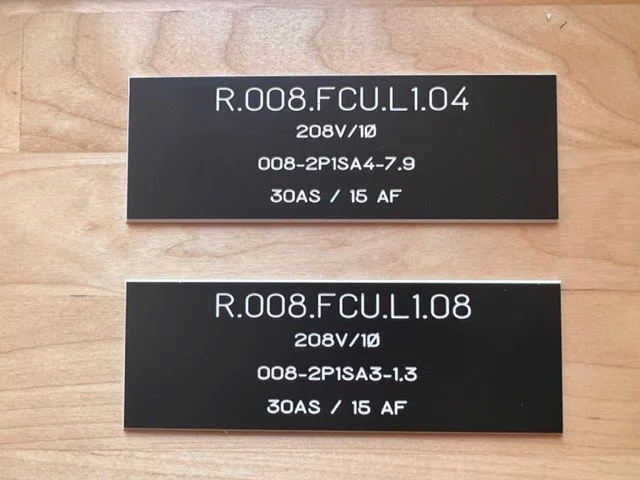 R.008.FCU.L1.04
208V/1Ø
008-2P1SA4-7.9
30AS / 15 AF
R.008.FCU.L1.08
208V/1Ø
008-2P1SA3-1.3
30AS / 15 AF